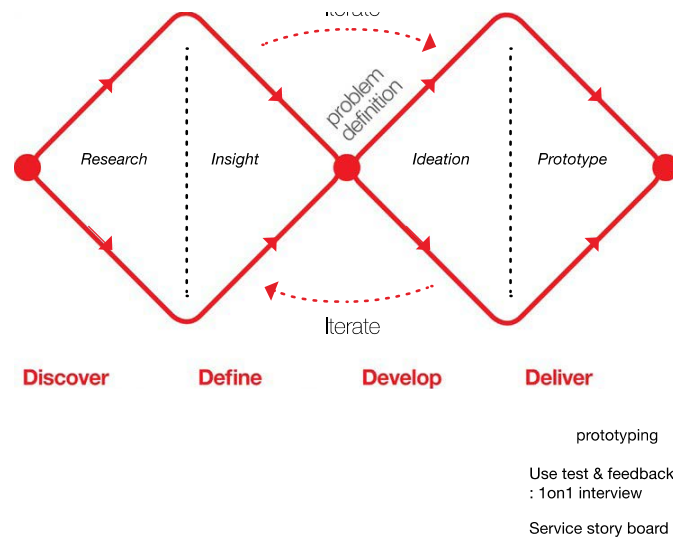 Iterate
problem
definition
Research
Insight
Ideation
Prototype
Iterate
Discover
Define
Develop
Deliver
prototyping
Use test & feedback
: 1on1 interview
Service story board